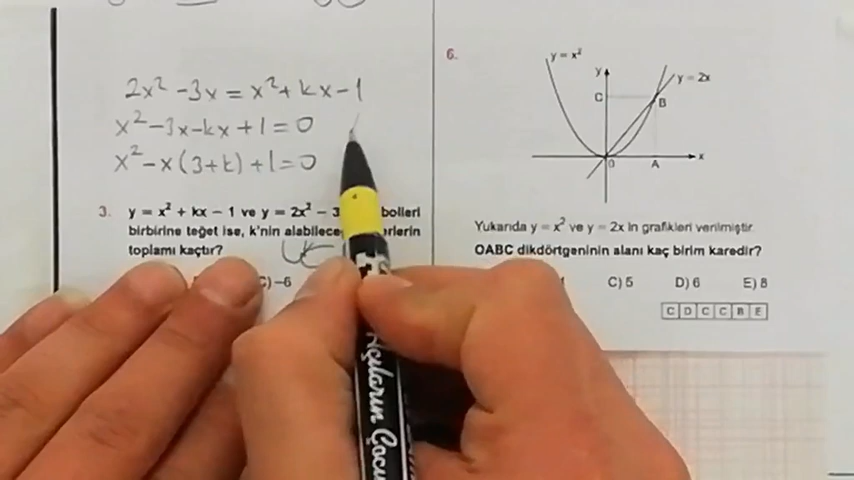 2x² - 3x = x² + kx - 1
x² - 3x - kx + 1 = 0
x² - x(3+k) + 1 = 0
3. y = x² + kx – 1 ve y = 2x² – 3
birbirine teğet ise, k'nin
toplamı kaçtır?
C) –6
6.
y = x²
y
y = 2x
C
B
0
A
x
Yukarıda y = x² ve y = 2x in grafikleri verilmiştir.
OABC dikdörtgeninin alanı kaç birim karedir?
C) 5 D) 6 E) 8
C D C C B E
Açıların